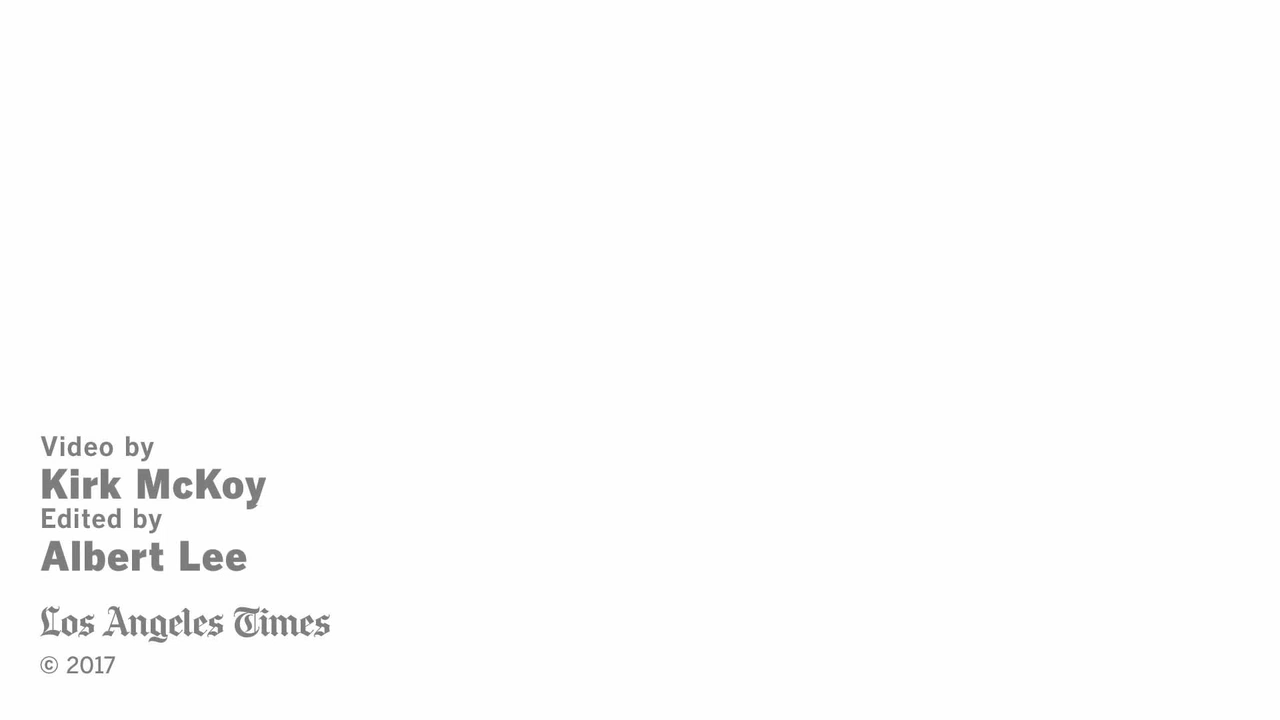 Video by
Kirk McKoy
Edited by
Albert Lee
Los Angeles Times
© 2017